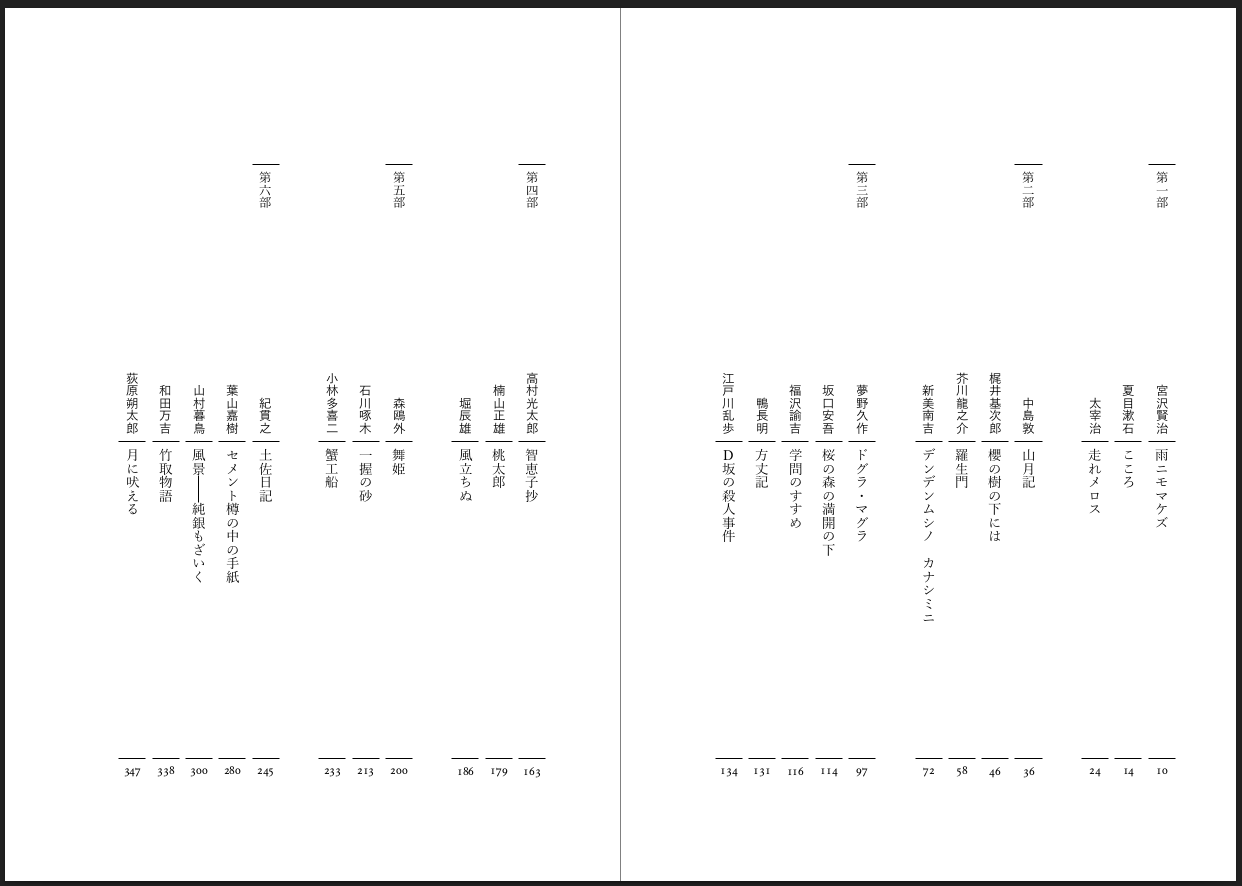 第一部
宮沢賢治 雨ニモマケズ 10
夏目漱石 こころ 14
太宰治 走れメロス 24
第二部
中島敦 山月記 36
梶井基次郎 櫻の樹の下には 46
芥川龍之介 羅生門 58
新美南吉 デンデンムシノ　カナシミニ 72
第三部
夢野久作 ドグラ・マグラ 97
坂口安吾 桜の森の満開の下 114
福沢諭吉 学問のすすめ 116
鴨長明 方丈記 131
江戸川乱歩 D坂の殺人事件 134
第四部
高村光太郎 智恵子抄 163
楠山正雄 桃太郎 179
堀辰雄 風立ちぬ 186
第五部
森鴎外 舞姫 200
石川啄木 一握の砂 213
小林多喜二 蟹工船 233
第六部
紀貫之 土佐日記 245
葉山嘉樹 セメント樽の中の手紙 280
山村暮鳥 風景――純銀もざいく 300
和田万吉 竹取物語 338
荻原朔太郎 月に吠える 347